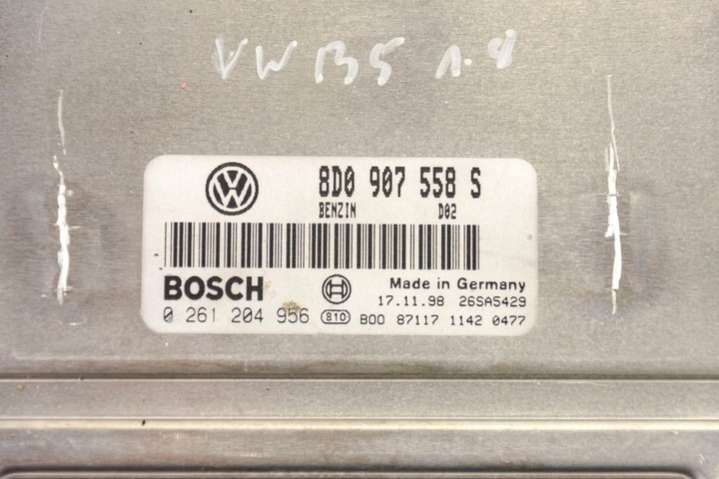 VW B5 1.8
8D0 907 558 S
BENZIN D02
BOSCH Made in Germany
17.11.98 26SA5429
0 261 204 956 810 B00 87117 1142 0477